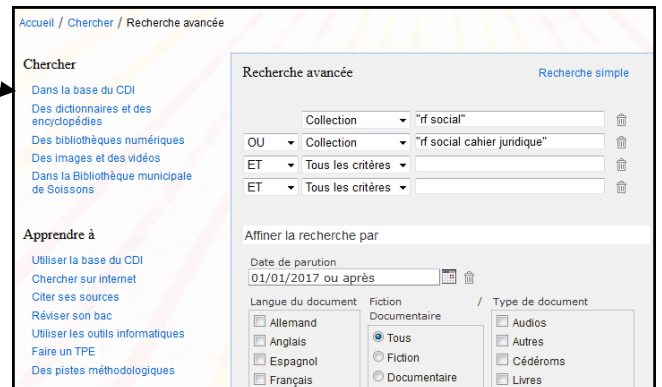 Accueil / Chercher / Recherche avancée
Chercher
Dans la base du CDI
Des dictionnaires et des
encyclopédies
Des bibliothèques numériques
Des images et des vidéos
Dans la Bibliothèque municipale
de Soissons
Apprendre à
Utiliser la base du CDI
Chercher sur internet
Citer ses sources
Réviser son bac
Utiliser les outils informatiques
Faire un TPE
Des pistes méthodologiques
Recherche avancée
Recherche simple
Collection "rf social"
OU Collection "rf social cahier juridique"
ET Tous les critères
ET Tous les critères
Affiner la recherche par
Date de parution
01/01/2017 ou après
Langue du document
Allemand
Anglais
Espagnol
Français
Fiction /
Documentaire
Tous
Fiction
Documentaire
Type de document
Audios
Autres
Cédéroms
Livres